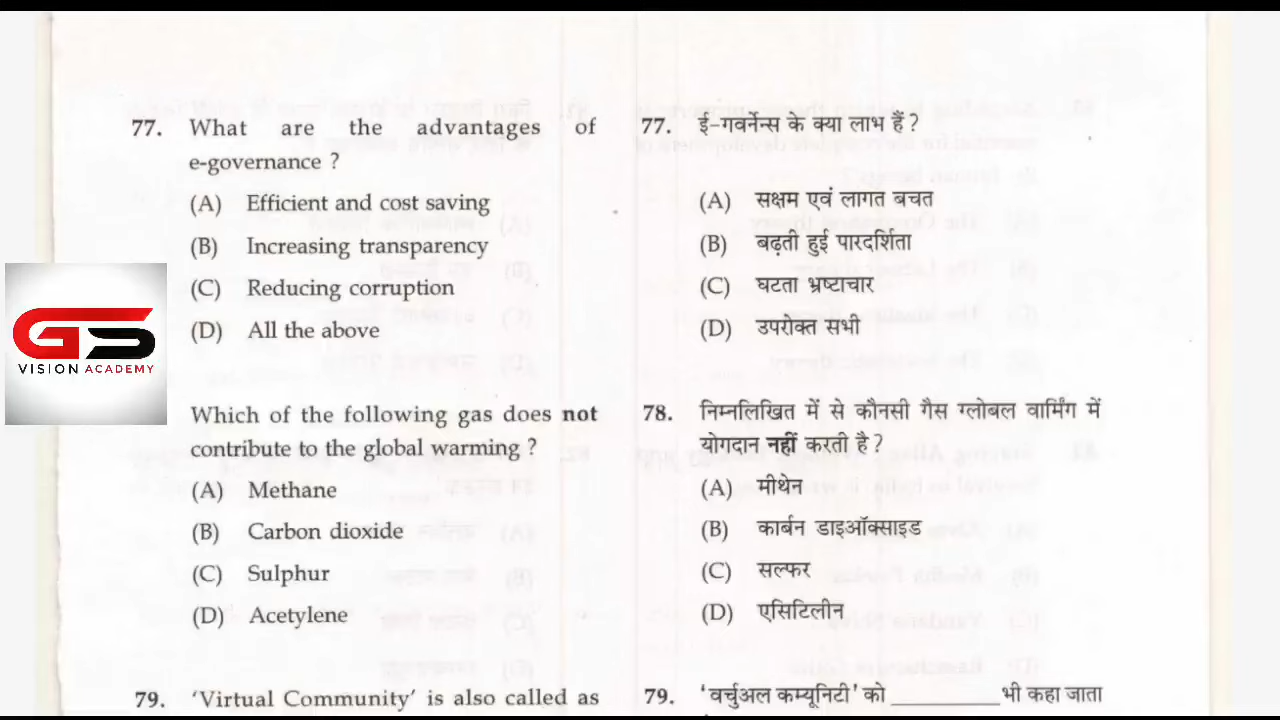 77. What are the advantages of
e-governance ?
(A) Efficient and cost saving
(B) Increasing transparency
(C) Reducing corruption
(D) All the above
GS
VISION ACADEMY
Which of the following gas does not
contribute to the global warming ?
(A) Methane
(B) Carbon dioxide
(C) Sulphur
(D) Acetylene
79. ‘Virtual Community’ is also called as
77. ई-गवर्नेन्स के क्या लाभ हैं ?
(A) सक्षम एवं लागत बचत
(B) बढ़ती हुई पारदर्शिता
(C) घटता भ्रष्टाचार
(D) उपरोक्त सभी
78. निम्नलिखित में से कौनसी गैस ग्लोबल वार्मिंग में
योगदान नहीं करती है ?
(A) मीथेन
(B) कार्बन डाइऑक्साइड
(C) सल्फर
(D) एसिटिलीन
79. ‘वर्चुअल कम्यूनिटी’ को __________ भी कहा जाता